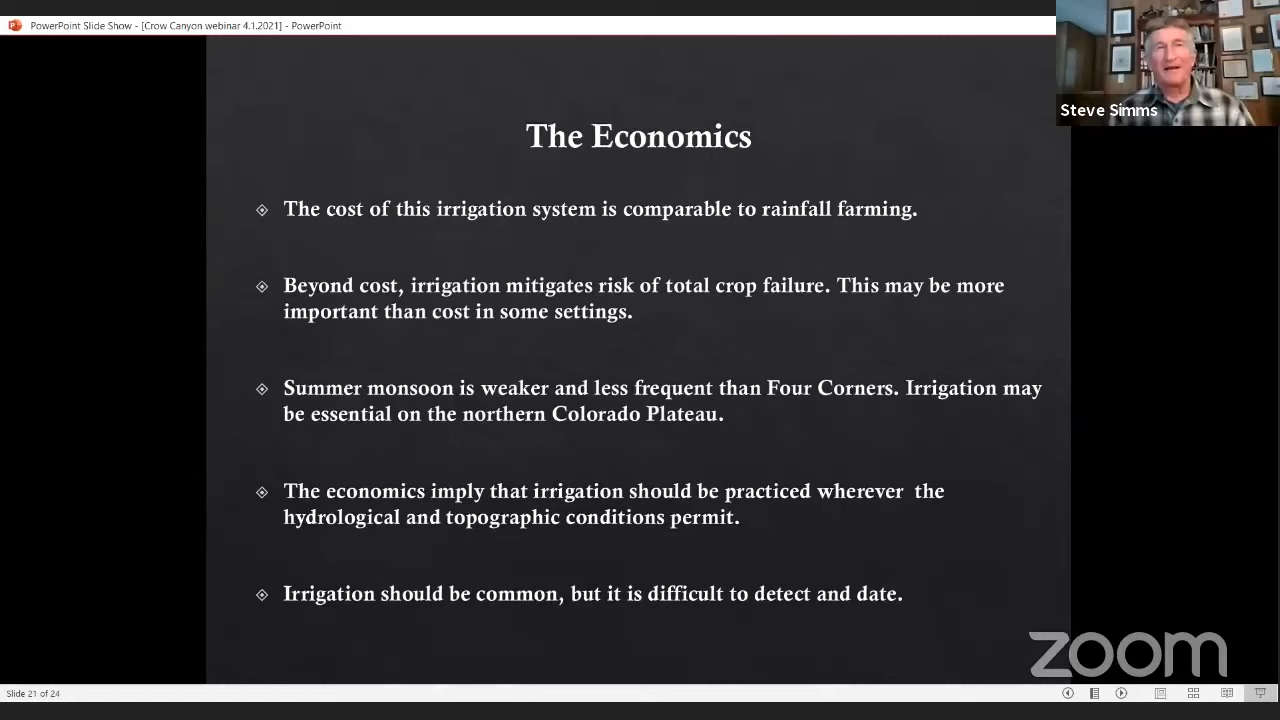 PowerPoint Slide Show - [Crow Canyon webinar 4.1.2021] - PowerPoint
Steve Simms
The Economics
The cost of this irrigation system is comparable to rainfall farming.
Beyond cost, irrigation mitigates risk of total crop failure. This may be more
important than cost in some settings.
Summer monsoon is weaker and less frequent than Four Corners. Irrigation may
be essential on the northern Colorado Plateau.
The economics imply that irrigation should be practiced wherever the
hydrological and topographic conditions permit.
Irrigation should be common, but it is difficult to detect and date.
zoom
Slide 21 of 24